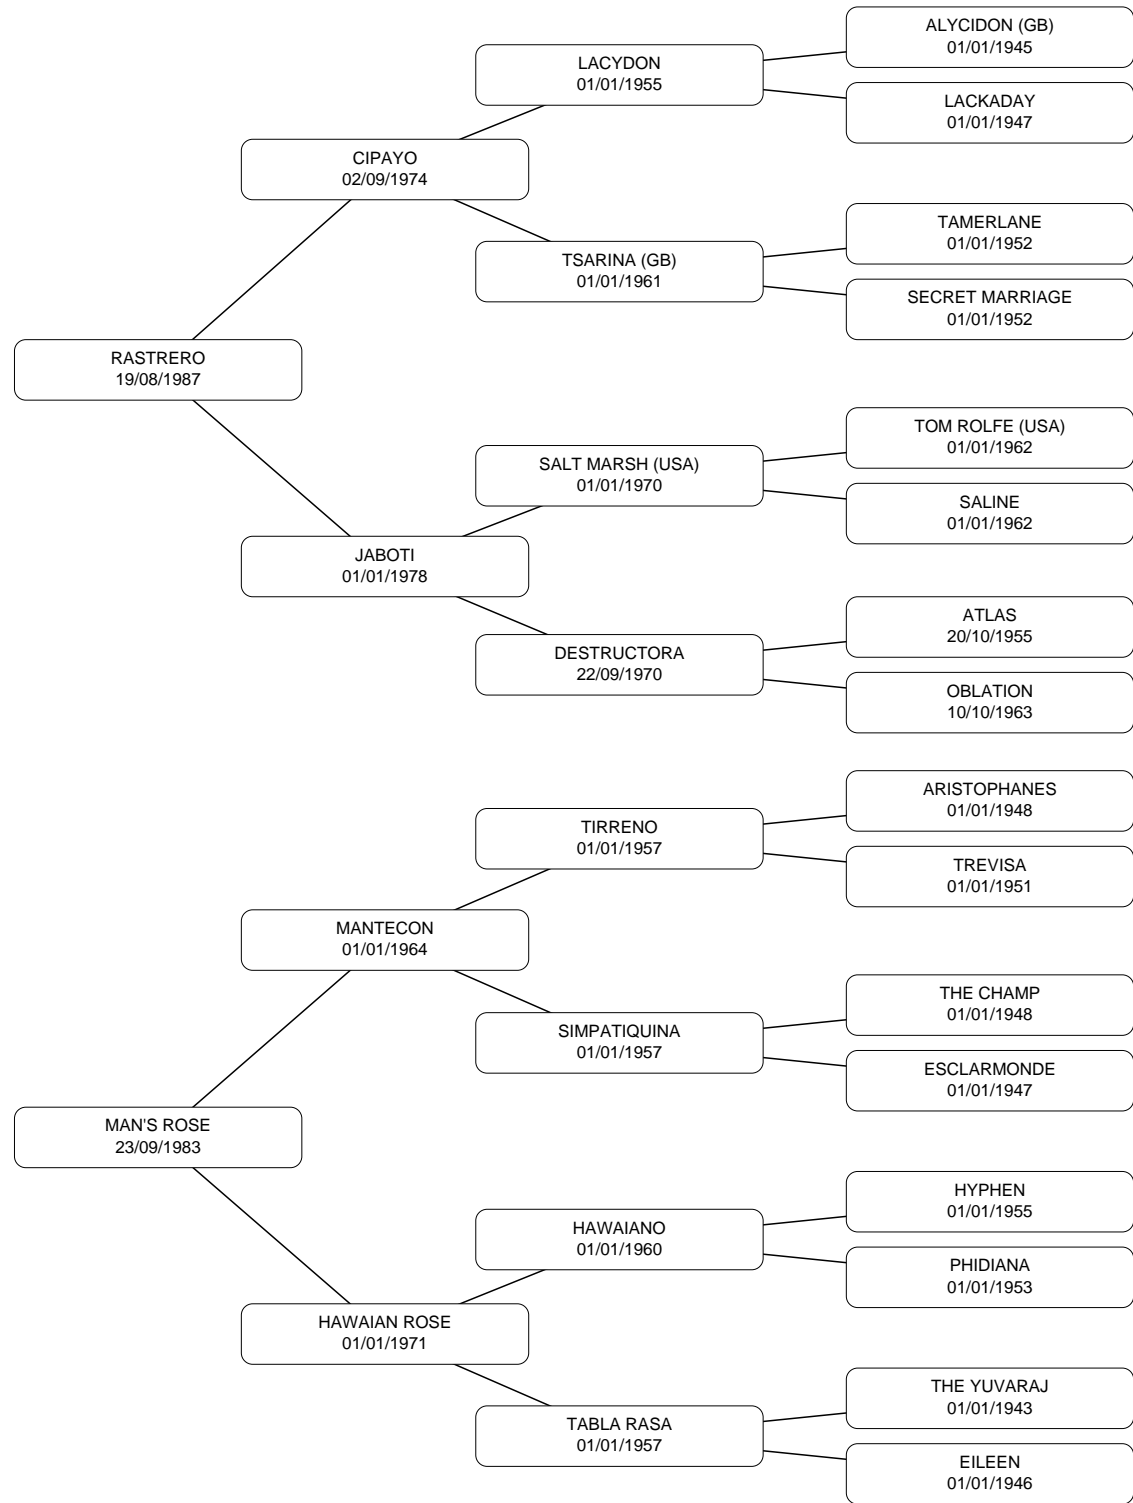 ALYCIDON (GB)
01/01/1945
LACYDON
01/01/1955
LACKADAY
01/01/1947
CIPAYO
02/09/1974
TAMERLANE
01/01/1952
TSARINA (GB)
01/01/1961
SECRET MARRIAGE
01/01/1952
RASTRERO
19/08/1987
TOM ROLFE (USA)
01/01/1962
SALT MARSH (USA)
01/01/1970
SALINE
01/01/1962
JABOTI
01/01/1978
ATLAS
20/10/1955
DESTRUCTORA
22/09/1970
OBLATION
10/10/1963
ARISTOPHANES
01/01/1948
TIRRENO
01/01/1957
TREVISA
01/01/1951
MANTECON
01/01/1964
THE CHAMP
01/01/1948
SIMPATIQUINA
01/01/1957
ESCLARMONDE
01/01/1947
MAN'S ROSE
23/09/1983
HYPHEN
01/01/1955
HAWAIANO
01/01/1960
PHIDIANA
01/01/1953
HAWAIAN ROSE
01/01/1971
THE YUVARAJ
01/01/1943
TABLA RASA
01/01/1957
EILEEN
01/01/1946